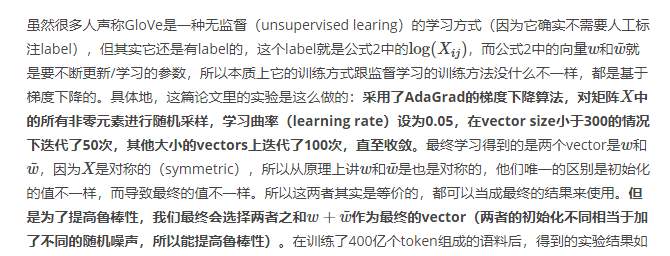 虽然很多人声称GloVe是一种无监督（unsupervised learing）的学习方式（因为它确实不需要人工标
注label），但其实它还是有label的，这个label就是公式2中的log(Xij)，而公式2中的向量w和w̃就
是要不断更新/学习的参数，所以本质上它的训练方式跟监督学习的训练方法没什么不一样，都是基于
梯度下降的。具体地，这篇论文里的实验是这么做的：采用了AdaGrad的梯度下降算法，对矩阵X中
的所有非零元素进行随机采样，学习曲率（learning rate）设为0.05，在vector size小于300的情况
下迭代了50次，其他大小的vectors上迭代了100次，直至收敛。最终学习得到的是两个vector是w和
w̃，因为X是对称的（symmetric），所以从原理上讲w和w̃是也是对称的，他们唯一的区别是初始化
的值不一样，而导致最终的值不一样。所以这两者其实是等价的，都可以当成最终的结果来使用。但
是为了提高鲁棒性，我们最终会选择两者之和w + w̃作为最终的vector（两者的初始化不同相当于加
了不同的随机噪声，所以能提高鲁棒性）。在训练了400亿个token组成的语料后，得到的实验结果如